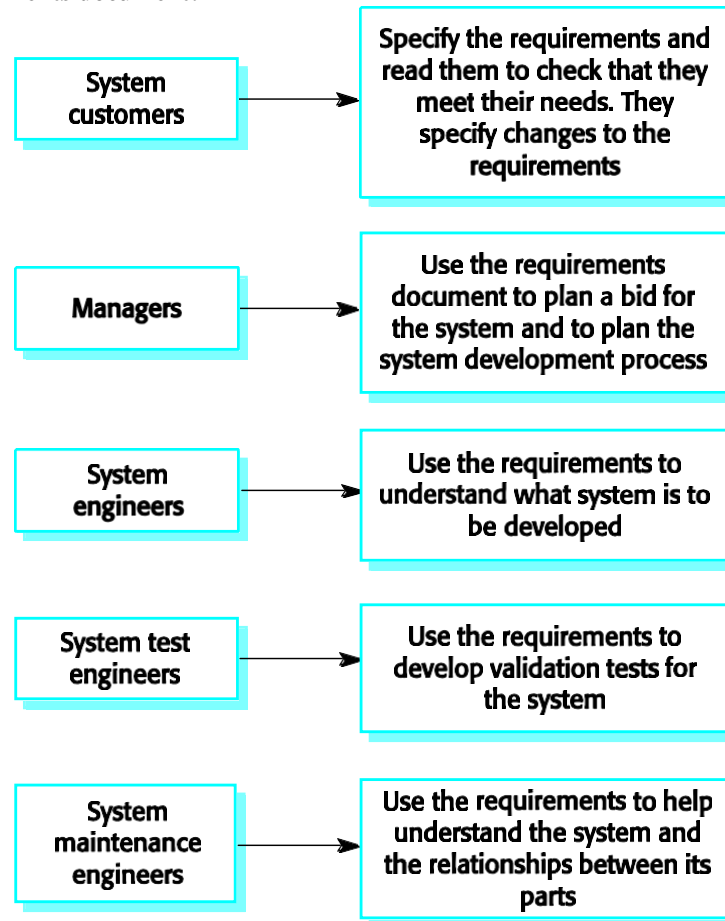 System
customers
Specify the requirements and
read them to check that they
meet their needs. They
specify changes to the
requirements
Managers
Use the requirements
document to plan a bid for
the system and to plan the
system development process
System
engineers
Use the requirements to
understand what system is to
be developed
System test
engineers
Use the requirements to
develop validation tests for
the system
System
maintenance
engineers
Use the requirements to help
understand the system and
the relationships between its
parts